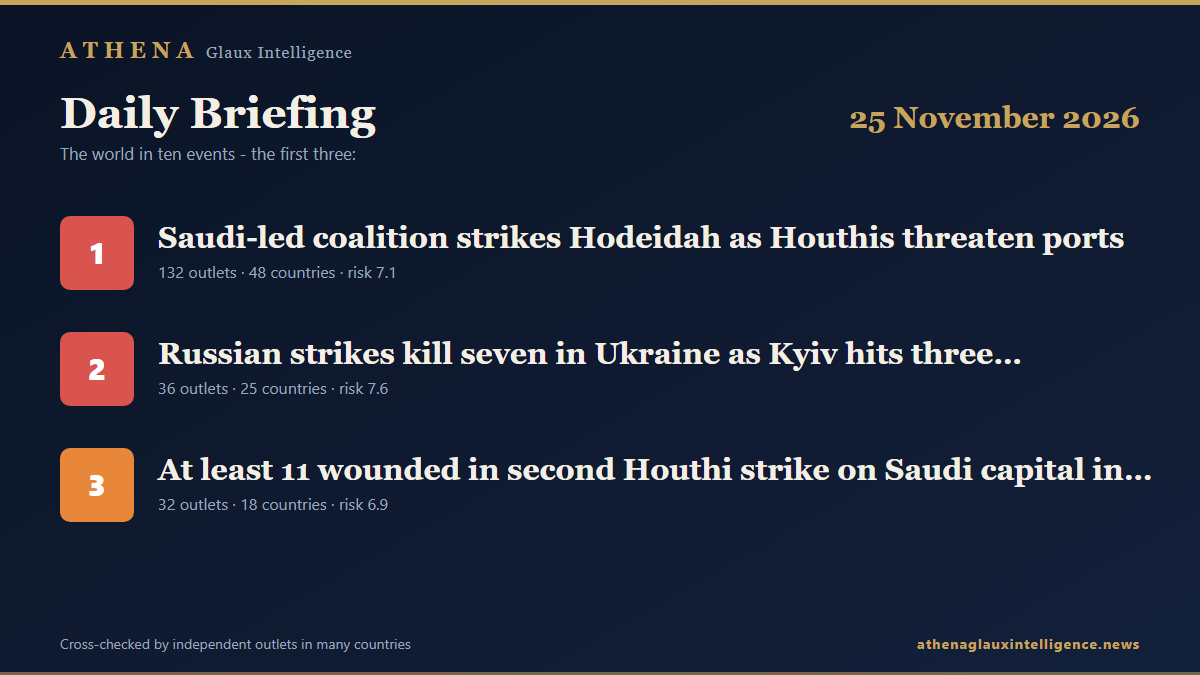 ATHENA Glaux Intelligence
Daily Briefing
25 November 2026
The world in ten events - the first three:
1
Saudi-led coalition strikes Hodeidah as Houthis threaten ports
132 outlets · 48 countries · risk 7.1
2
Russian strikes kill seven in Ukraine as Kyiv hits three...
36 outlets · 25 countries · risk 7.6
3
At least 11 wounded in second Houthi strike on Saudi capital in...
32 outlets · 18 countries · risk 6.9
Cross-checked by independent outlets in many countries
athenaglauxintelligence.news